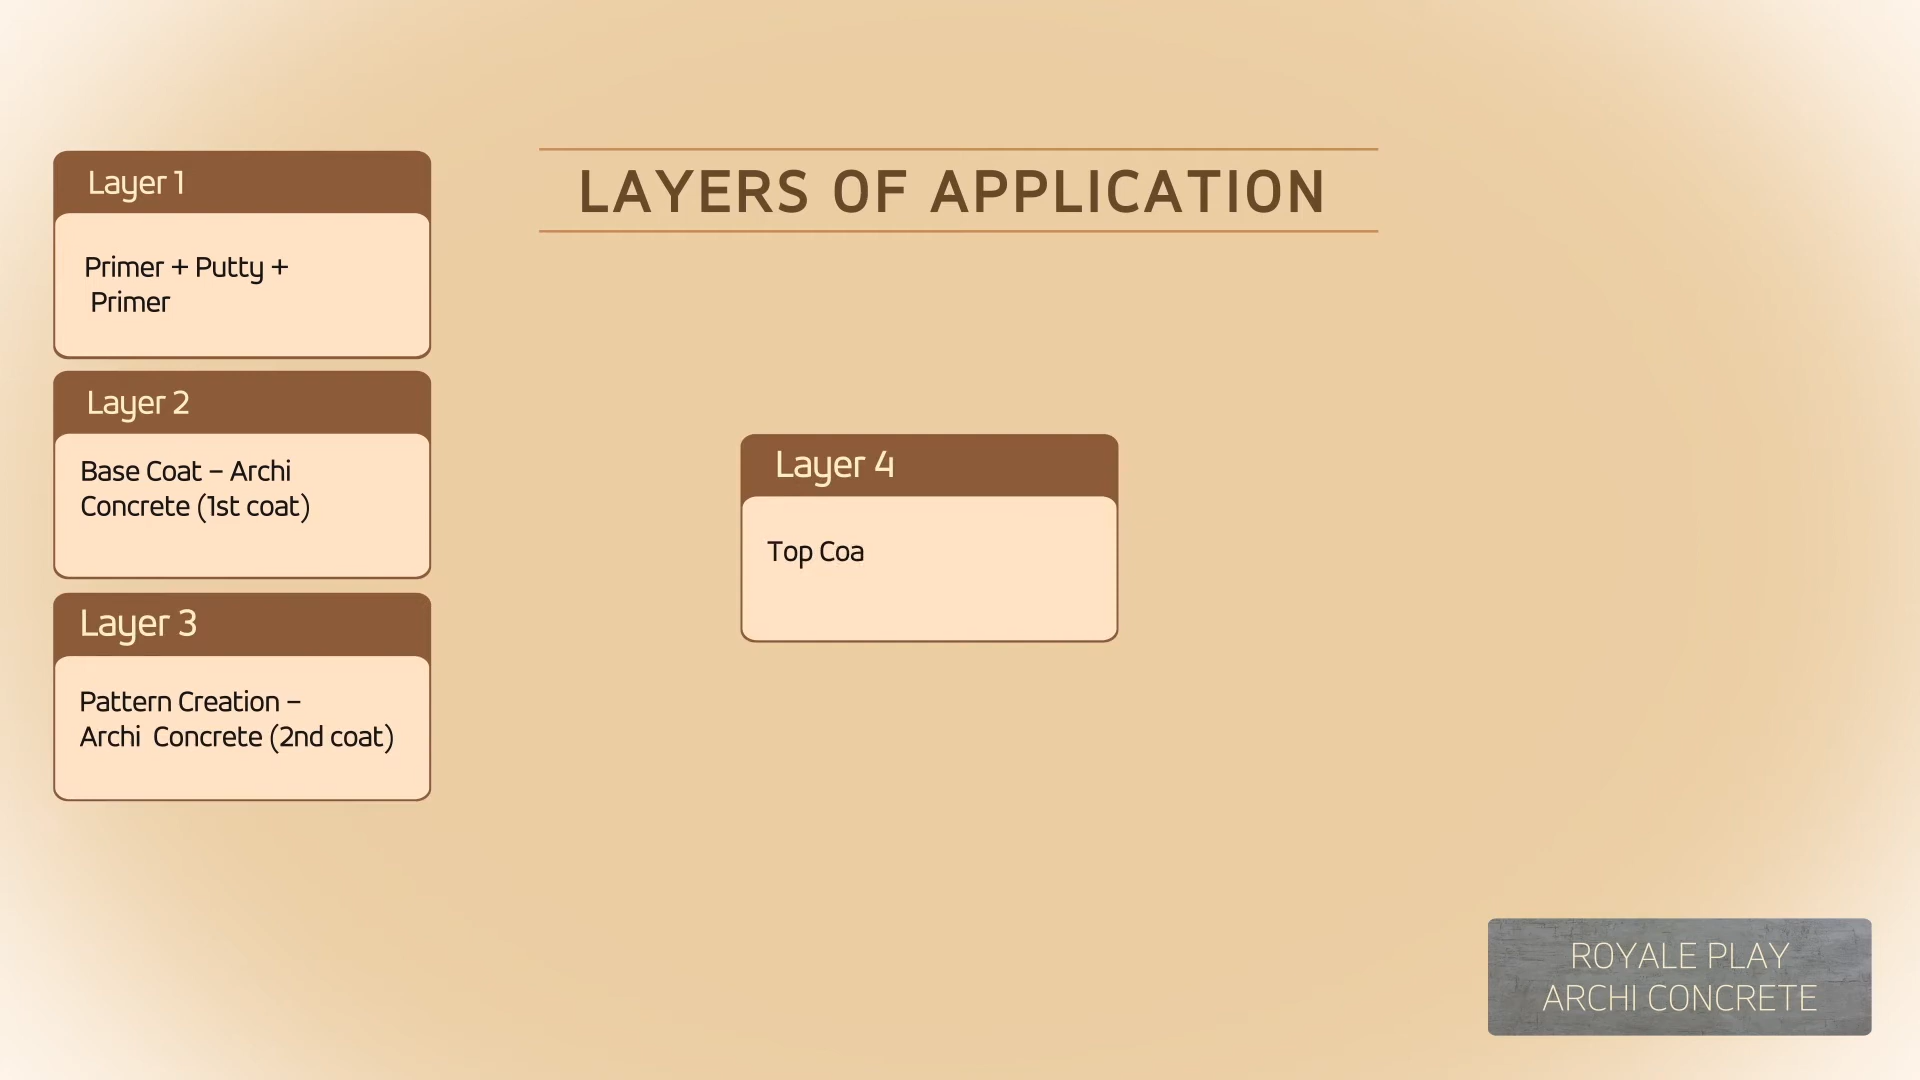 LAYERS OF APPLICATION
Layer 1
Primer + Putty +
Primer
Layer 2
Base Coat – Archi
Concrete (1st coat)
Layer 3
Pattern Creation –
Archi Concrete (2nd coat)
Layer 4
Top Coa
ROYALE PLAY
ARCHI CONCRETE